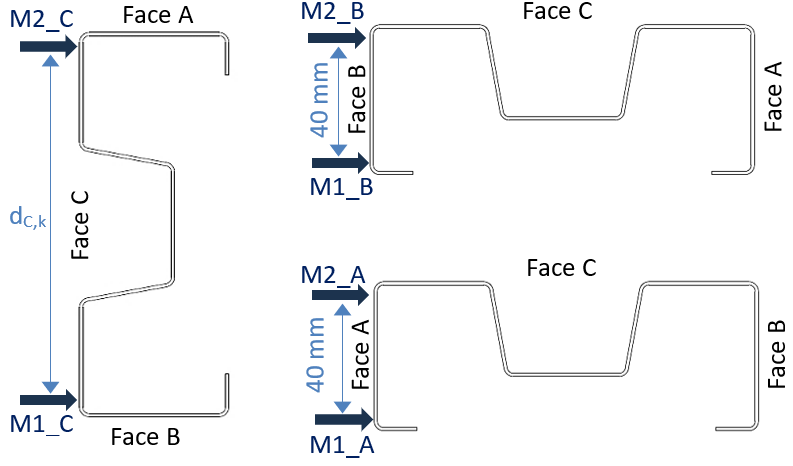 Face A
M2_C
d_C,k
Face C
M1_C
Face B
M2_B
Face C
40 mm
Face B
Face A
M1_B
M2_A
Face C
40 mm
Face A
Face B
M1_A